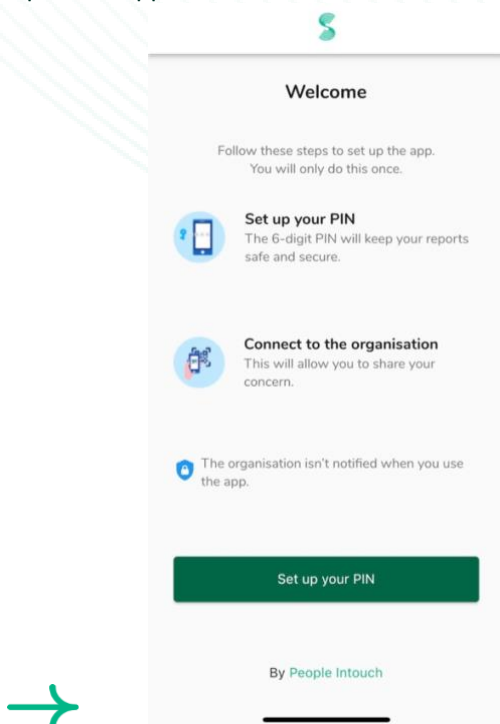 Welcome
Follow these steps to set up the app.
You will only do this once.
Set up your PIN
The 6-digit PIN will keep your reports
safe and secure.
Connect to the organisation
This will allow you to share your
concern.
The organisation isn't notified when you use
the app.
Set up your PIN
By People Intouch